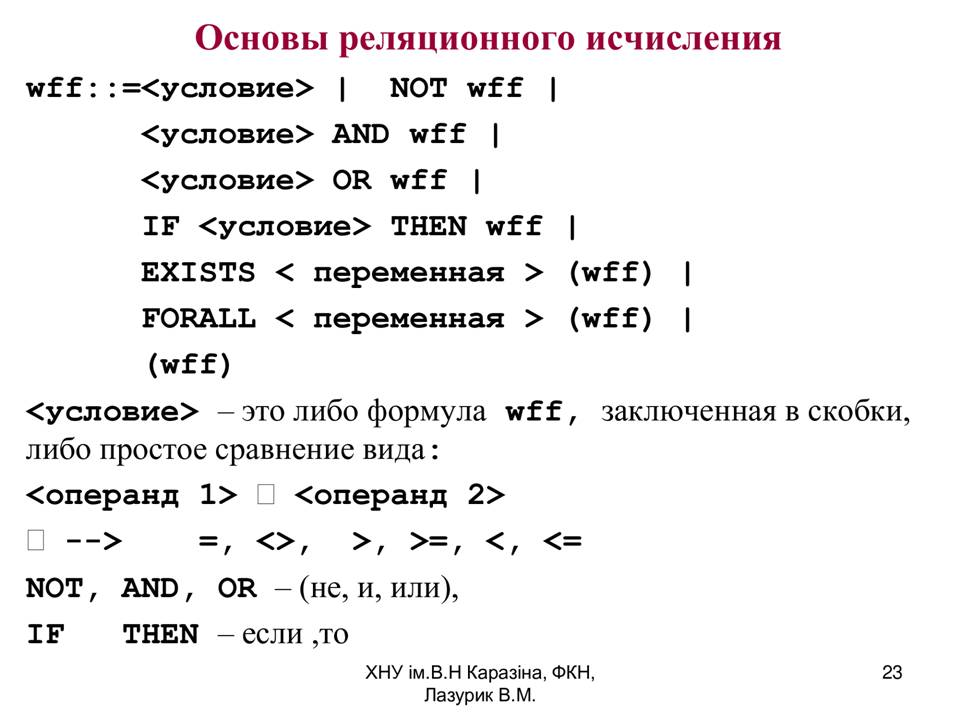 Основы реляционного исчисления
wff::=<условие> | NOT wff |
<условие> AND wff |
<условие> OR wff |
IF <условие> THEN wff |
EXISTS < переменная > (wff) |
FORALL < переменная > (wff) |
(wff)
<условие> – это либо формула wff, заключенная в скобки,
либо простое сравнение вида:
<операнд 1> □ <операнд 2>
□ --> =, <>, >, >=, <, <=
NOT, AND, OR – (не, и, или),
IF THEN – если ,то
ХНУ ім.В.Н Каразіна, ФКН,
Лазурик В.М.
23